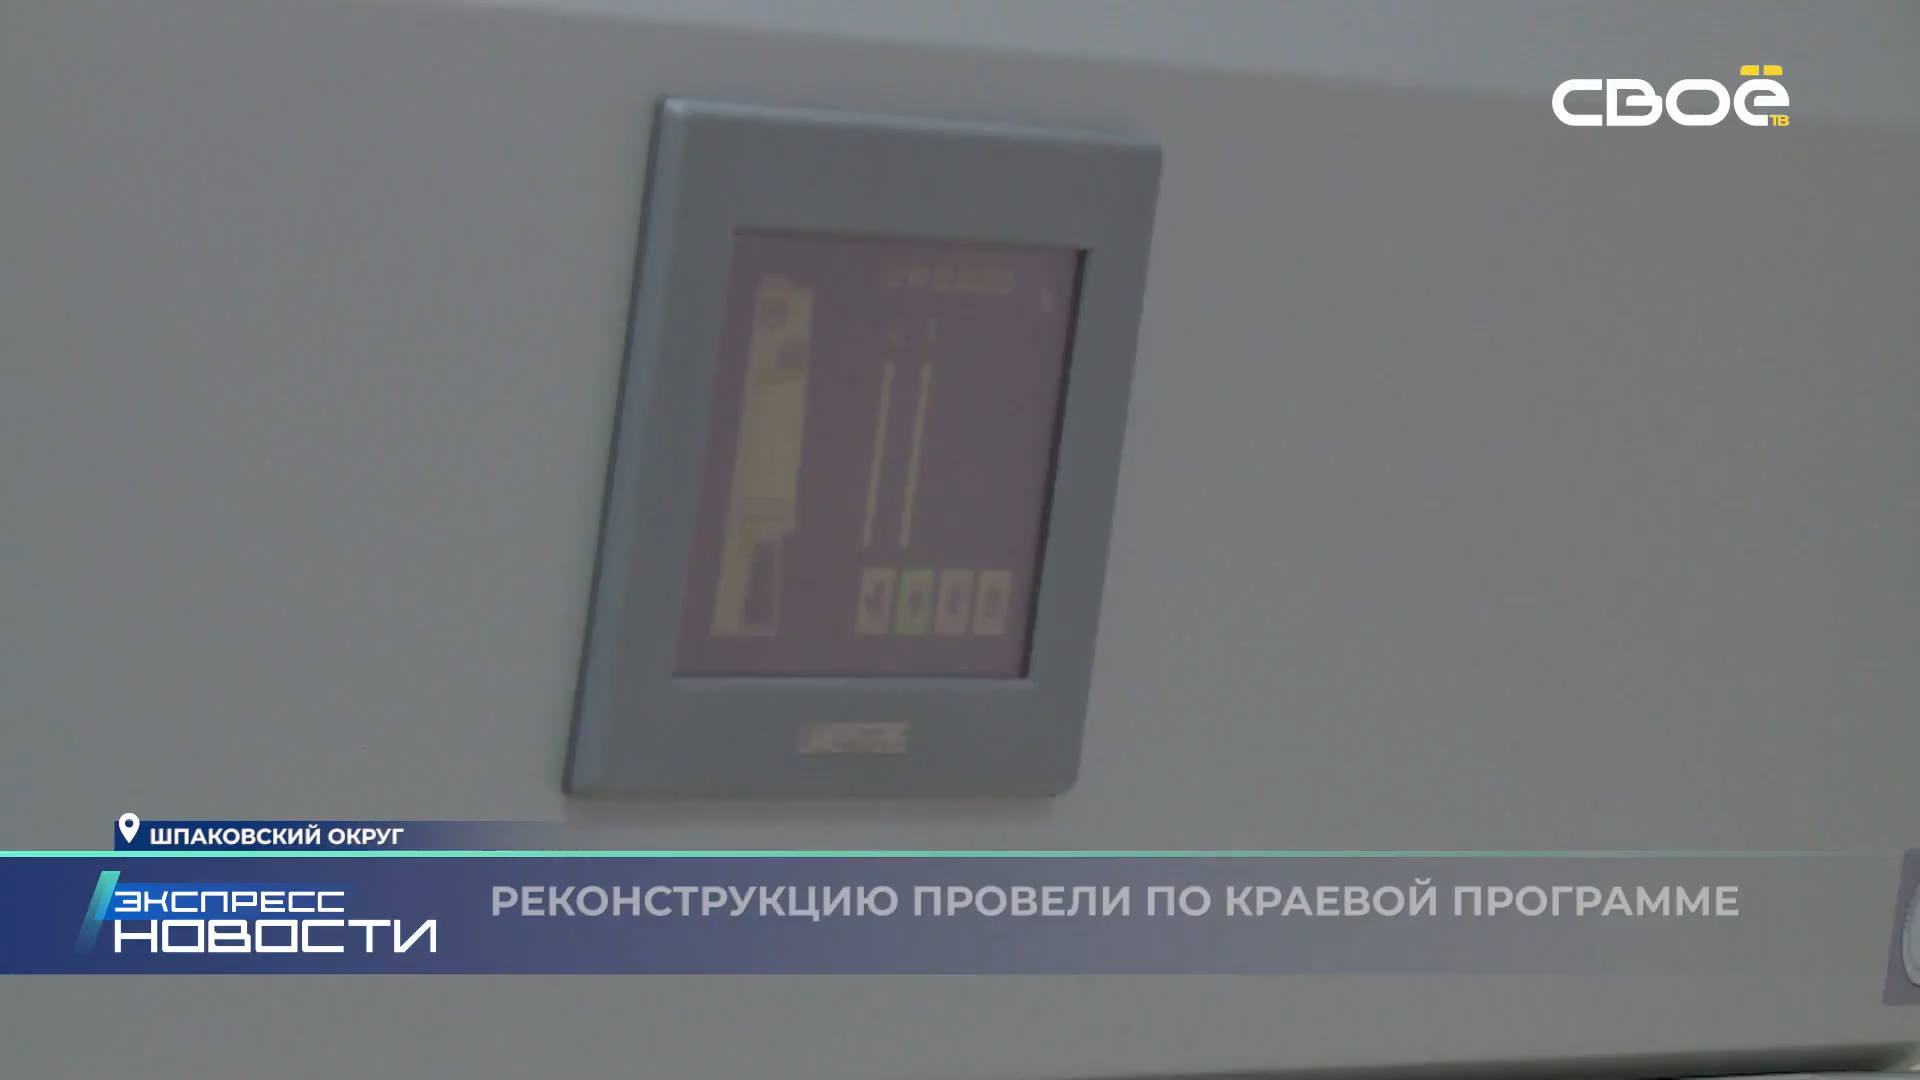 СВОЁ
ТВ
ШПАКОВСКИЙ ОКРУГ
ЭКСПРЕСС
НОВОСТИ
РЕКОНСТРУКЦИЮ ПРОВЕЛИ ПО КРАЕВОЙ ПРОГРАММЕ